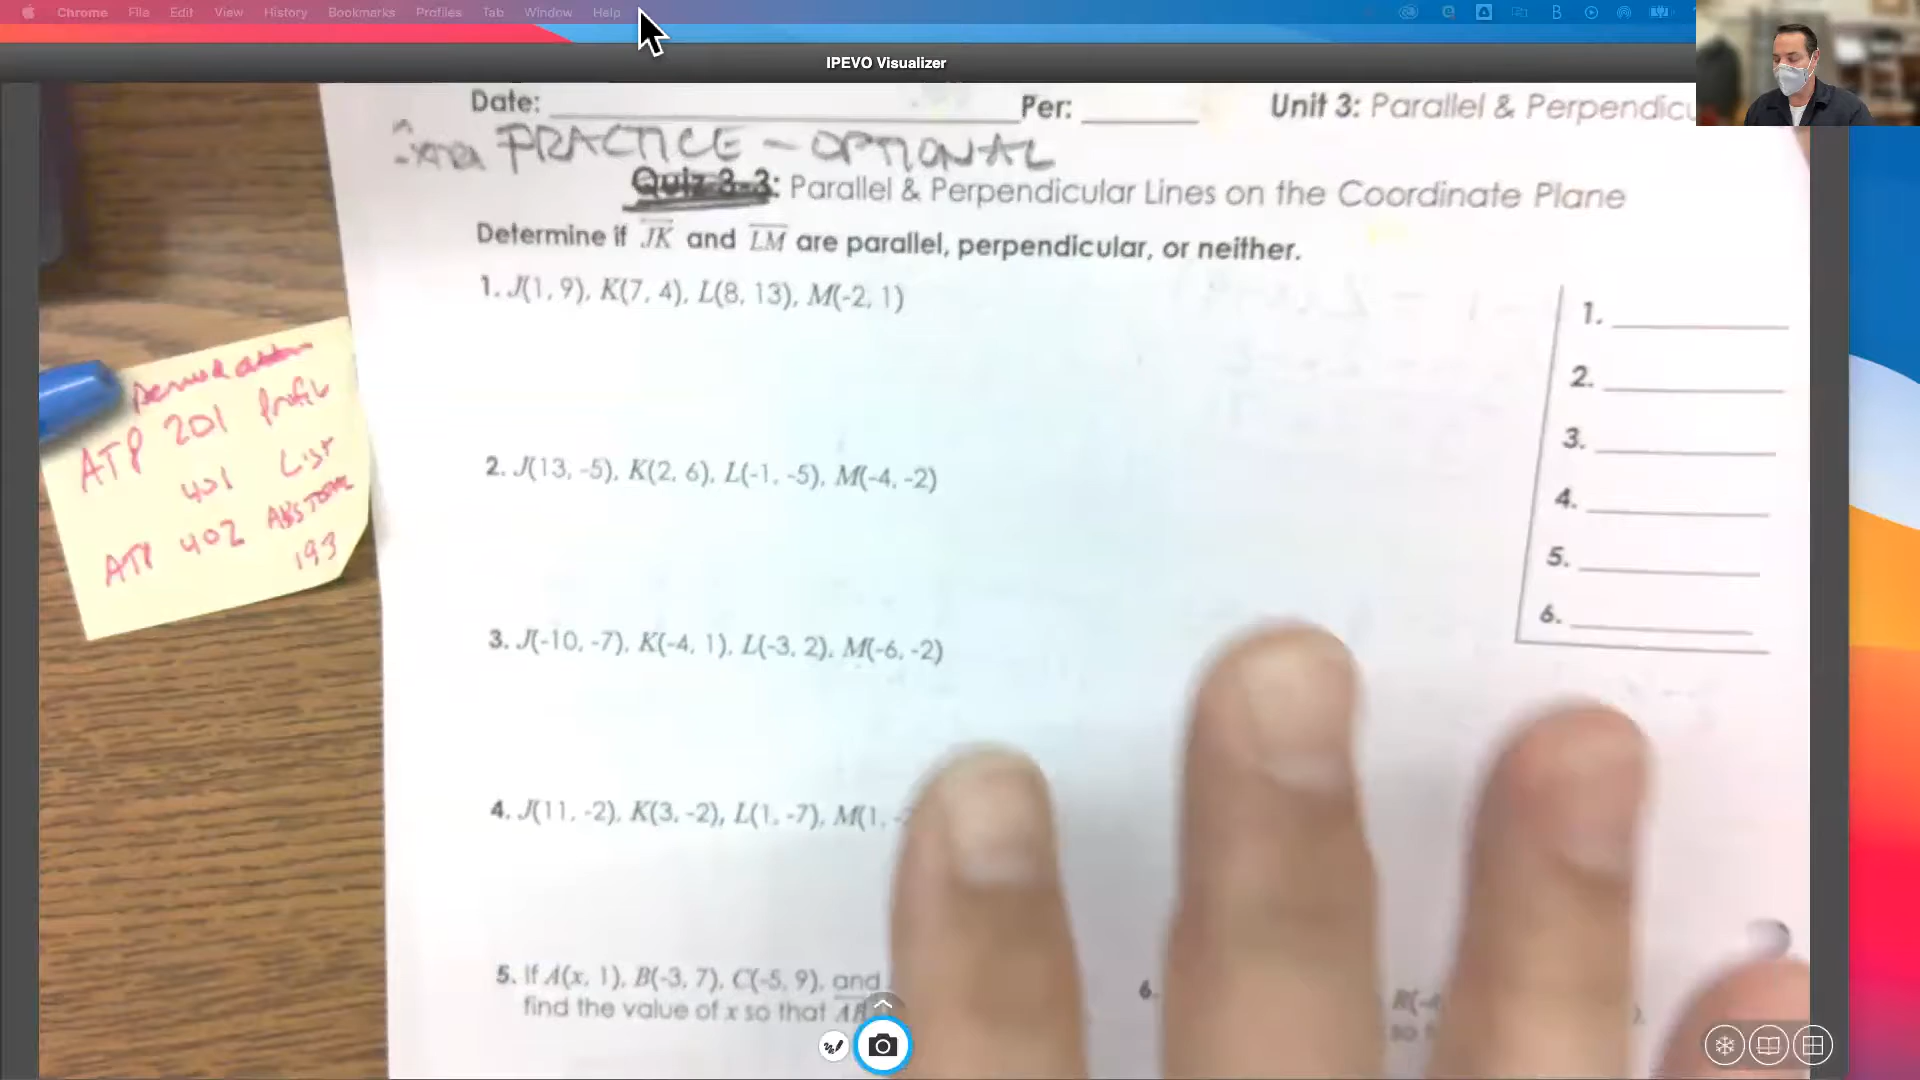 Chrome File Edit View History Bookmarks Profiles Tab Window Help
IPEVO Visualizer
Date: Per: Unit 3: Parallel & Perpendicu
PRACTICE - OPTIONAL
Quiz 3-3: Parallel & Perpendicular Lines on the Coordinate Plane
Determine if JK and LM are parallel, perpendicular, or neither.
1. J(1, 9), K(7, 4), L(8, 13), M(-2, 1)
2. J(13, -5), K(2, 6), L(-1, -5), M(-4, -2)
3. J(-10, -7), K(-4, 1), L(-3, 2), M(-6, -2)
4. J(11, -2), K(3, -2), L(1, -7), M(1, -
5. If A(x, 1), B(-3, 7), C(-5, 9), and
find the value of x so that AB
6.
R(-4
so t
1.
2.
3.
4.
5.
6.
ATP 201 Profile
401 List
ATP 402
193